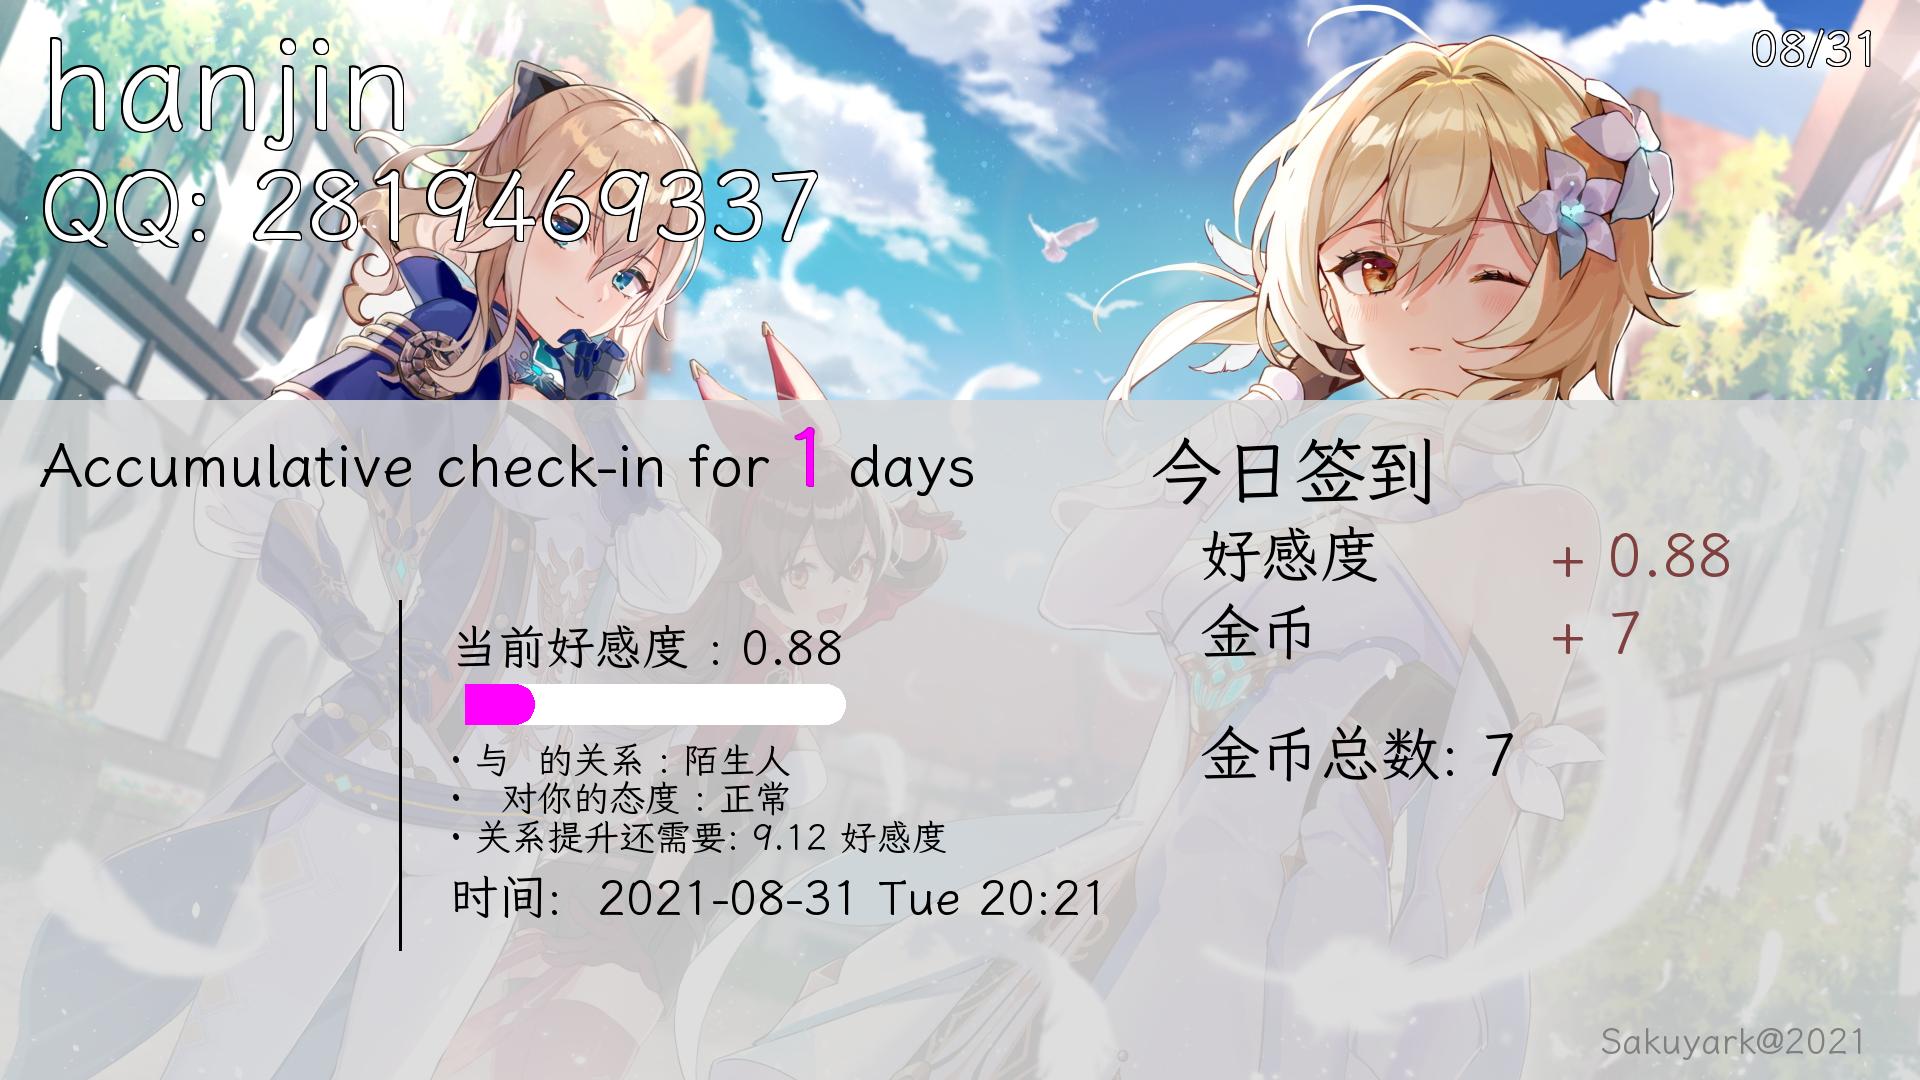 hanjin
08/31
QQ: 2819469337
Accumulative check-in for 1 days
今日签到
好感度 + 0.88
金币 + 7
当前好感度：0.88
金币总数: 7
·与 的关系：陌生人
· 对你的态度：正常
·关系提升还需要: 9.12 好感度
时间: 2021-08-31 Tue 20:21
Sakuyark@2021